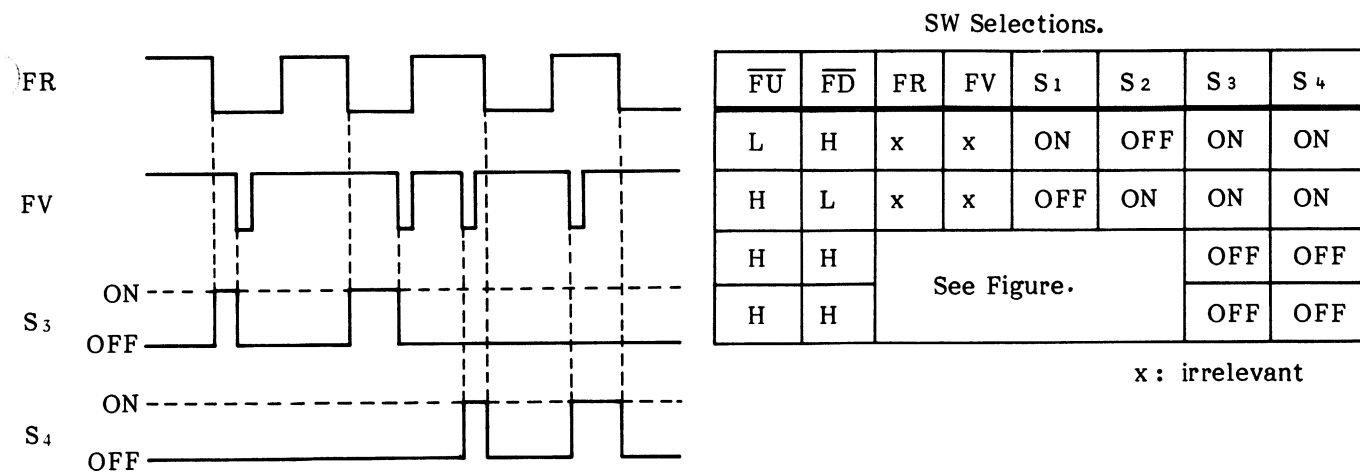 FR
FV
ON
S3
OFF
ON
S4
OFF
SW Selections.
FU FD FR FV S1 S2 S3 S4
L H x x ON OFF ON ON
H L x x OFF ON ON ON
H H OFF OFF
See Figure.
H H OFF OFF
x : irrelevant